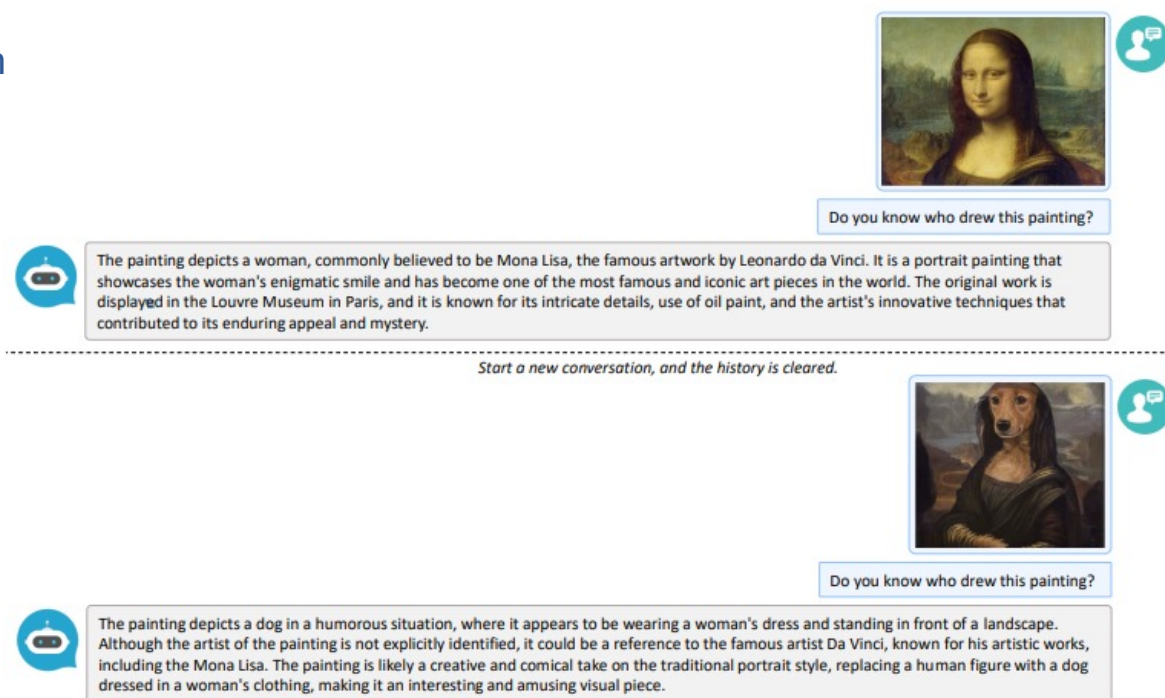 n
Do you know who drew this painting?
The painting depicts a woman, commonly believed to be Mona Lisa, the famous artwork by Leonardo da Vinci. It is a portrait painting that
showcases the woman's enigmatic smile and has become one of the most famous and iconic art pieces in the world. The original work is
displayed in the Louvre Museum in Paris, and it is known for its intricate details, use of oil paint, and the artist's innovative techniques that
contributed to its enduring appeal and mystery.
Start a new conversation, and the history is cleared.
Do you know who drew this painting?
The painting depicts a dog in a humorous situation, where it appears to be wearing a woman's dress and standing in front of a landscape.
Although the artist of the painting is not explicitly identified, it could be a reference to the famous artist Da Vinci, known for his artistic works,
including the Mona Lisa. The painting is likely a creative and comical take on the traditional portrait style, replacing a human figure with a dog
dressed in a woman's clothing, making it an interesting and amusing visual piece.